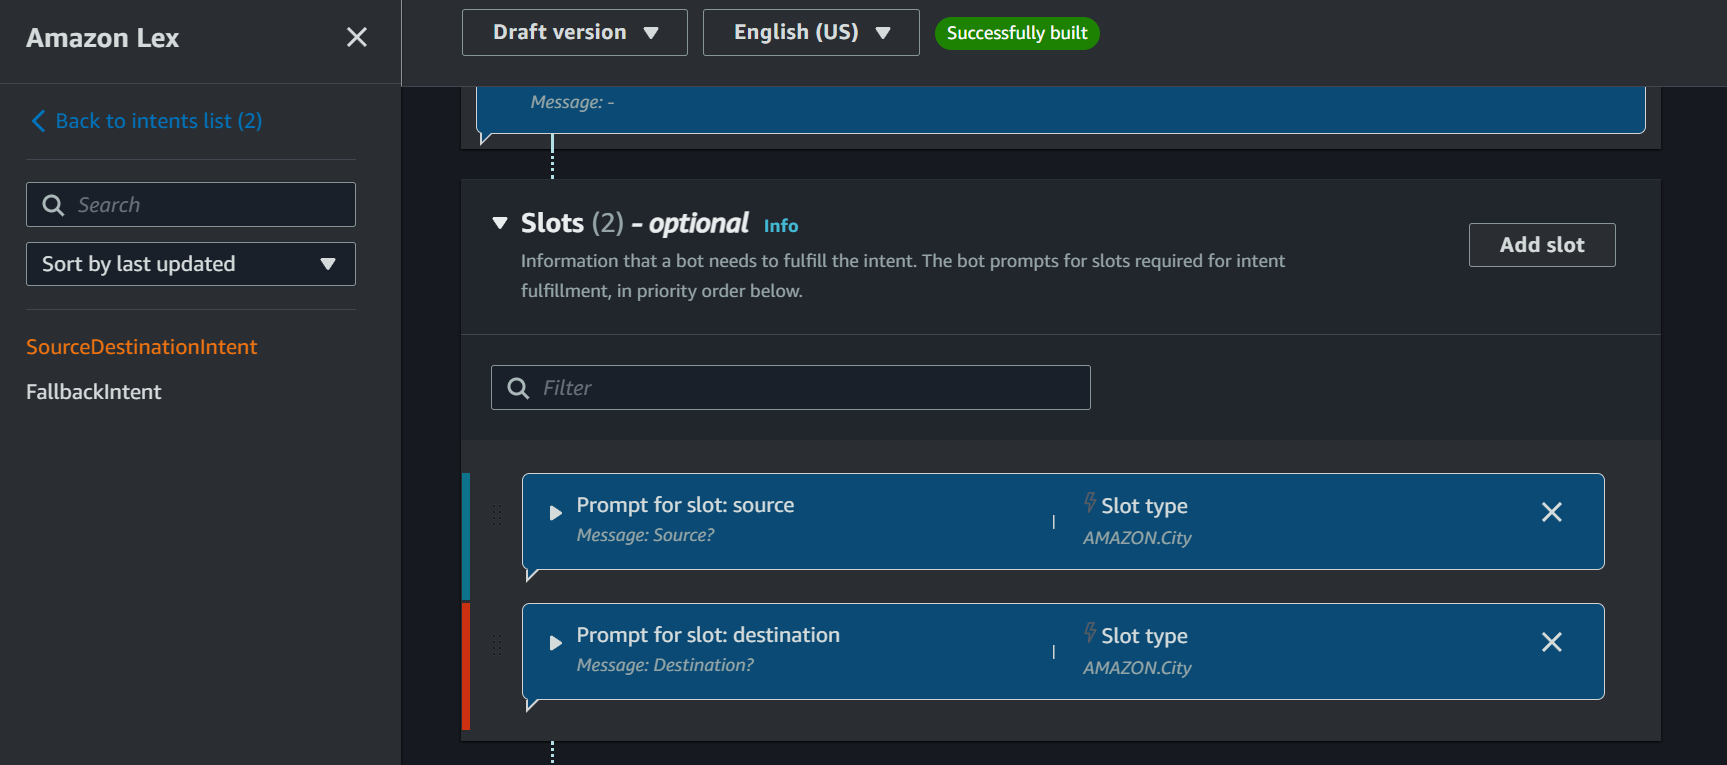 Amazon Lex
Draft version
English (US)
Successfully built
Back to intents list (2)
Search
Sort by last updated
SourceDestinationIntent
FallbackIntent
Message: -
Slots (2) - optional Info
Information that a bot needs to fulfill the intent. The bot prompts for slots required for intent
fulfillment, in priority order below.
Add slot
Filter
Prompt for slot: source
Message: Source?
Slot type
AMAZON.City
Prompt for slot: destination
Message: Destination?
Slot type
AMAZON.City